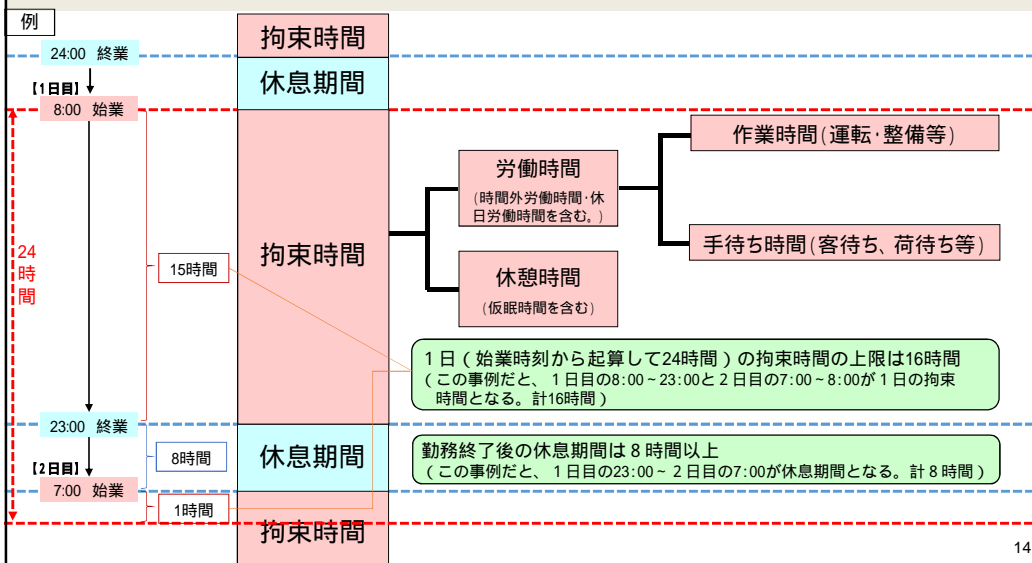 例
拘束時間
24:00 終業
休息期間
【1日目】
8:00 始業
作業時間(運転･整備等)
労働時間
(時間外労働時間･休
日労働時間を含む。)
手待ち時間(客待ち、荷待ち等)
拘束時間
24
時
間
15時間
休憩時間
(仮眠時間を含む)
１日（始業時刻から起算して24時間）の拘束時間の上限は16時間
（この事例だと、１日目の8:00～23:00と２日目の7:00～8:00が１日の拘束
時間となる。計16時間）
23:00 終業
休息期間
8時間
勤務終了後の休息期間は８時間以上
（この事例だと、１日目の23:00～２日目の7:00が休息期間となる。計８時間）
【2日目】
7:00 始業
1時間
拘束時間
14